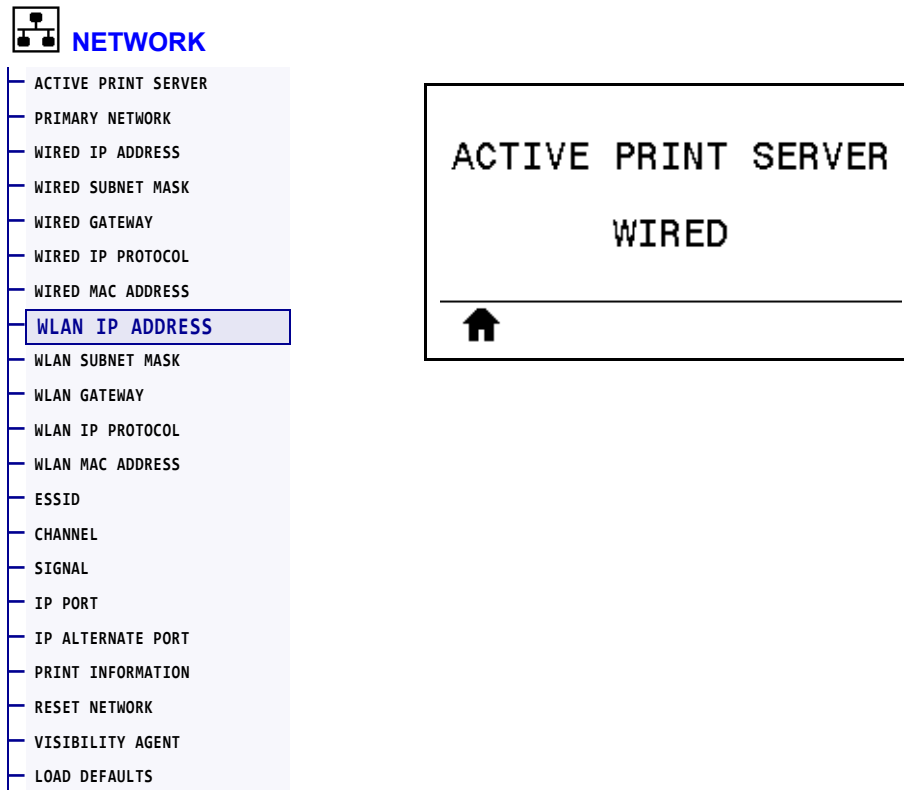 NETWORK
ACTIVE PRINT SERVER
PRIMARY NETWORK
WIRED IP ADDRESS
WIRED SUBNET MASK
WIRED GATEWAY
WIRED IP PROTOCOL
WIRED MAC ADDRESS
WLAN IP ADDRESS
WLAN SUBNET MASK
WLAN GATEWAY
WLAN IP PROTOCOL
WLAN MAC ADDRESS
ESSID
CHANNEL
SIGNAL
IP PORT
IP ALTERNATE PORT
PRINT INFORMATION
RESET NETWORK
VISIBILITY AGENT
LOAD DEFAULTS
ACTIVE PRINT SERVER
WIRED